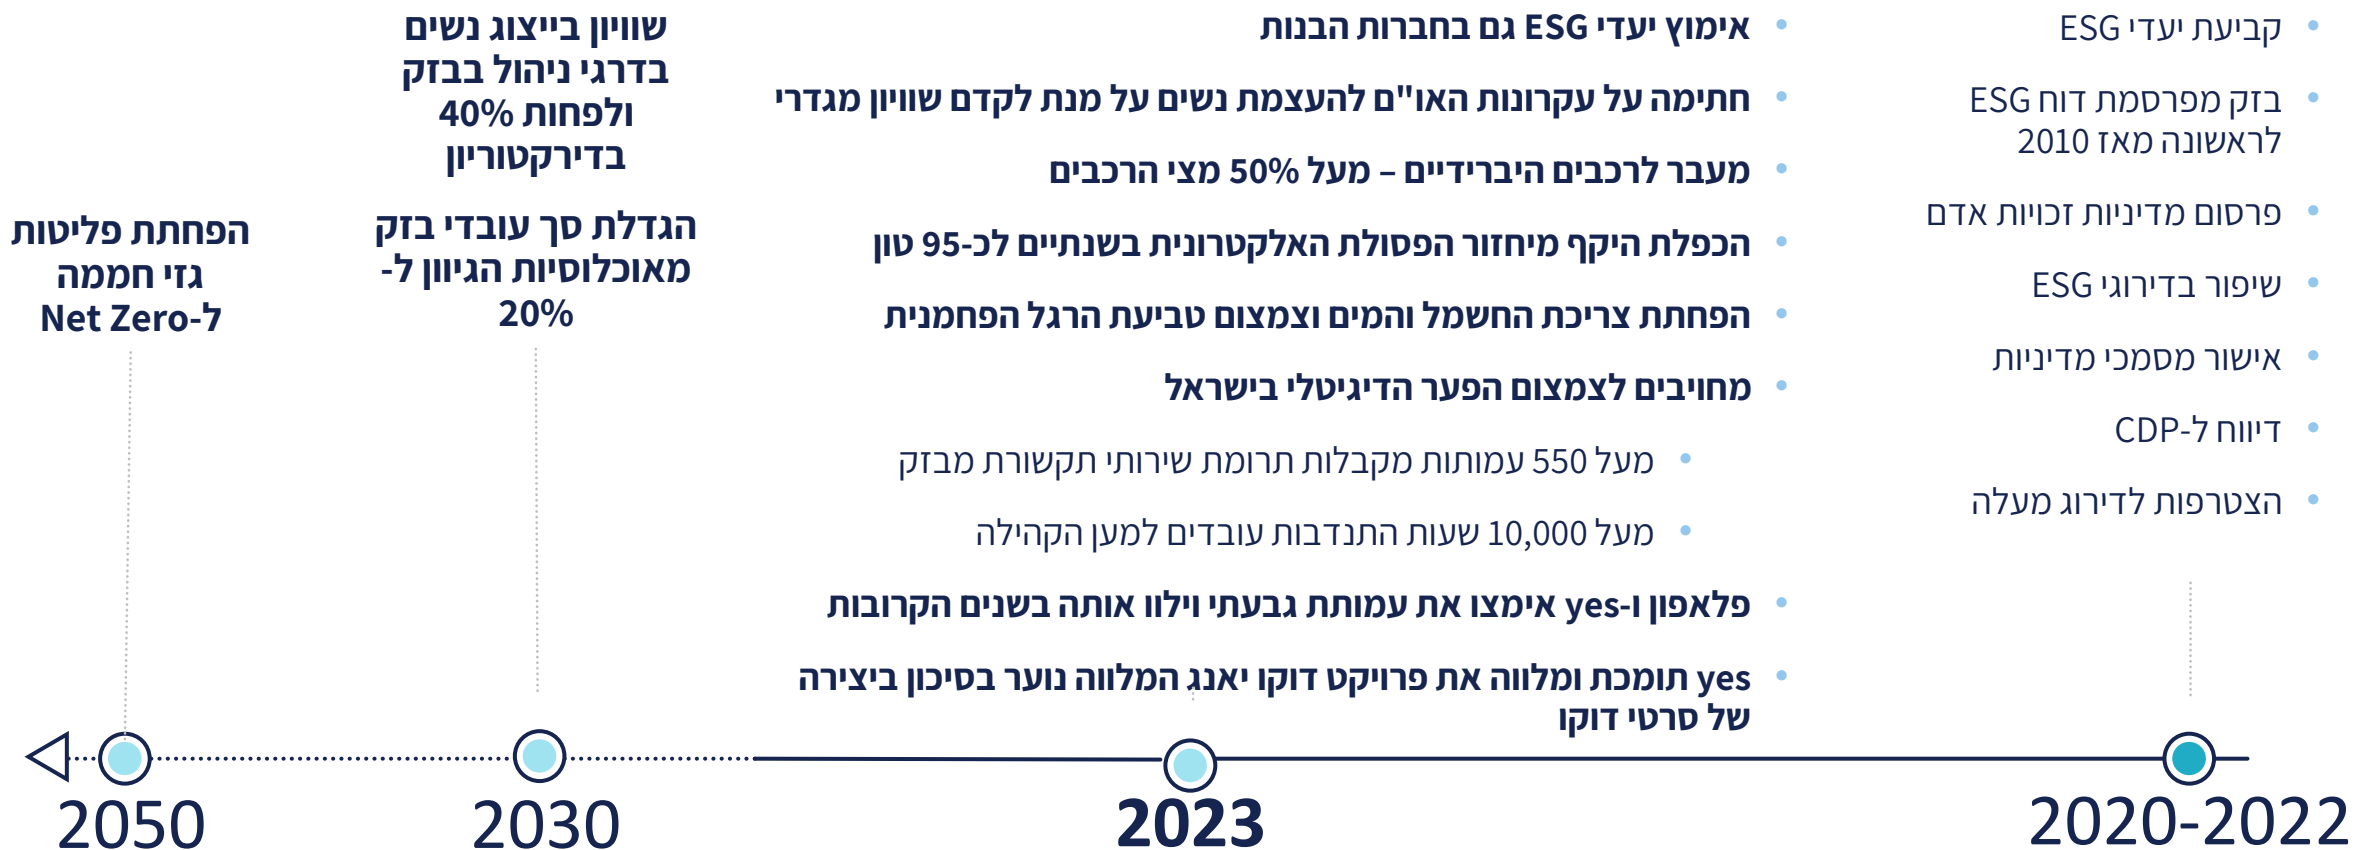 קביעת יעדי ESG
בזק מפרסמת דוח ESG
לראשונה מאז 2010
פרסום מדיניות זכויות אדם
שיפור בדירוגי ESG
אישור מסמכי מדיניות
דיווח ל-CDP
הצטרפות לדירוג מעלה
2020-2022
אימוץ יעדי ESG גם בחברות הבנות
חתימה על עקרונות האו"ם להעצמת נשים על מנת לקדם שוויון מגדרי
מעבר לרכבים היברידיים – מעל 50% מצי הרכבים
הכפלת היקף מיחזור הפסולת האלקטרונית בשנתיים לכ-95 טון
הפחתת צריכת החשמל והמים וצמצום טביעת הרגל הפחמנית
מחויבים לצמצום הפער הדיגיטלי בישראל
מעל 550 עמותות מקבלות תרומת שירותי תקשורת מבזק
מעל 10,000 שעות התנדבות עובדים למען הקהילה
פלאפון ו-yes אימצו את עמותת גבעתי וילוו אותה בשנים הקרובות
yes תומכת ומלווה את פרויקט דוקו יאנג המלווה נוער בסיכון ביצירה
של סרטי דוקו
2023
שוויון בייצוג נשים
בדרגי ניהול בבזק
ולפחות 40%
בדירקטוריון
הגדלת סך עובדי בזק
מאוכלוסיות הגיוון ל-
20%
2030
הפחתת פליטות
גזי חממה
ל-Net Zero
2050